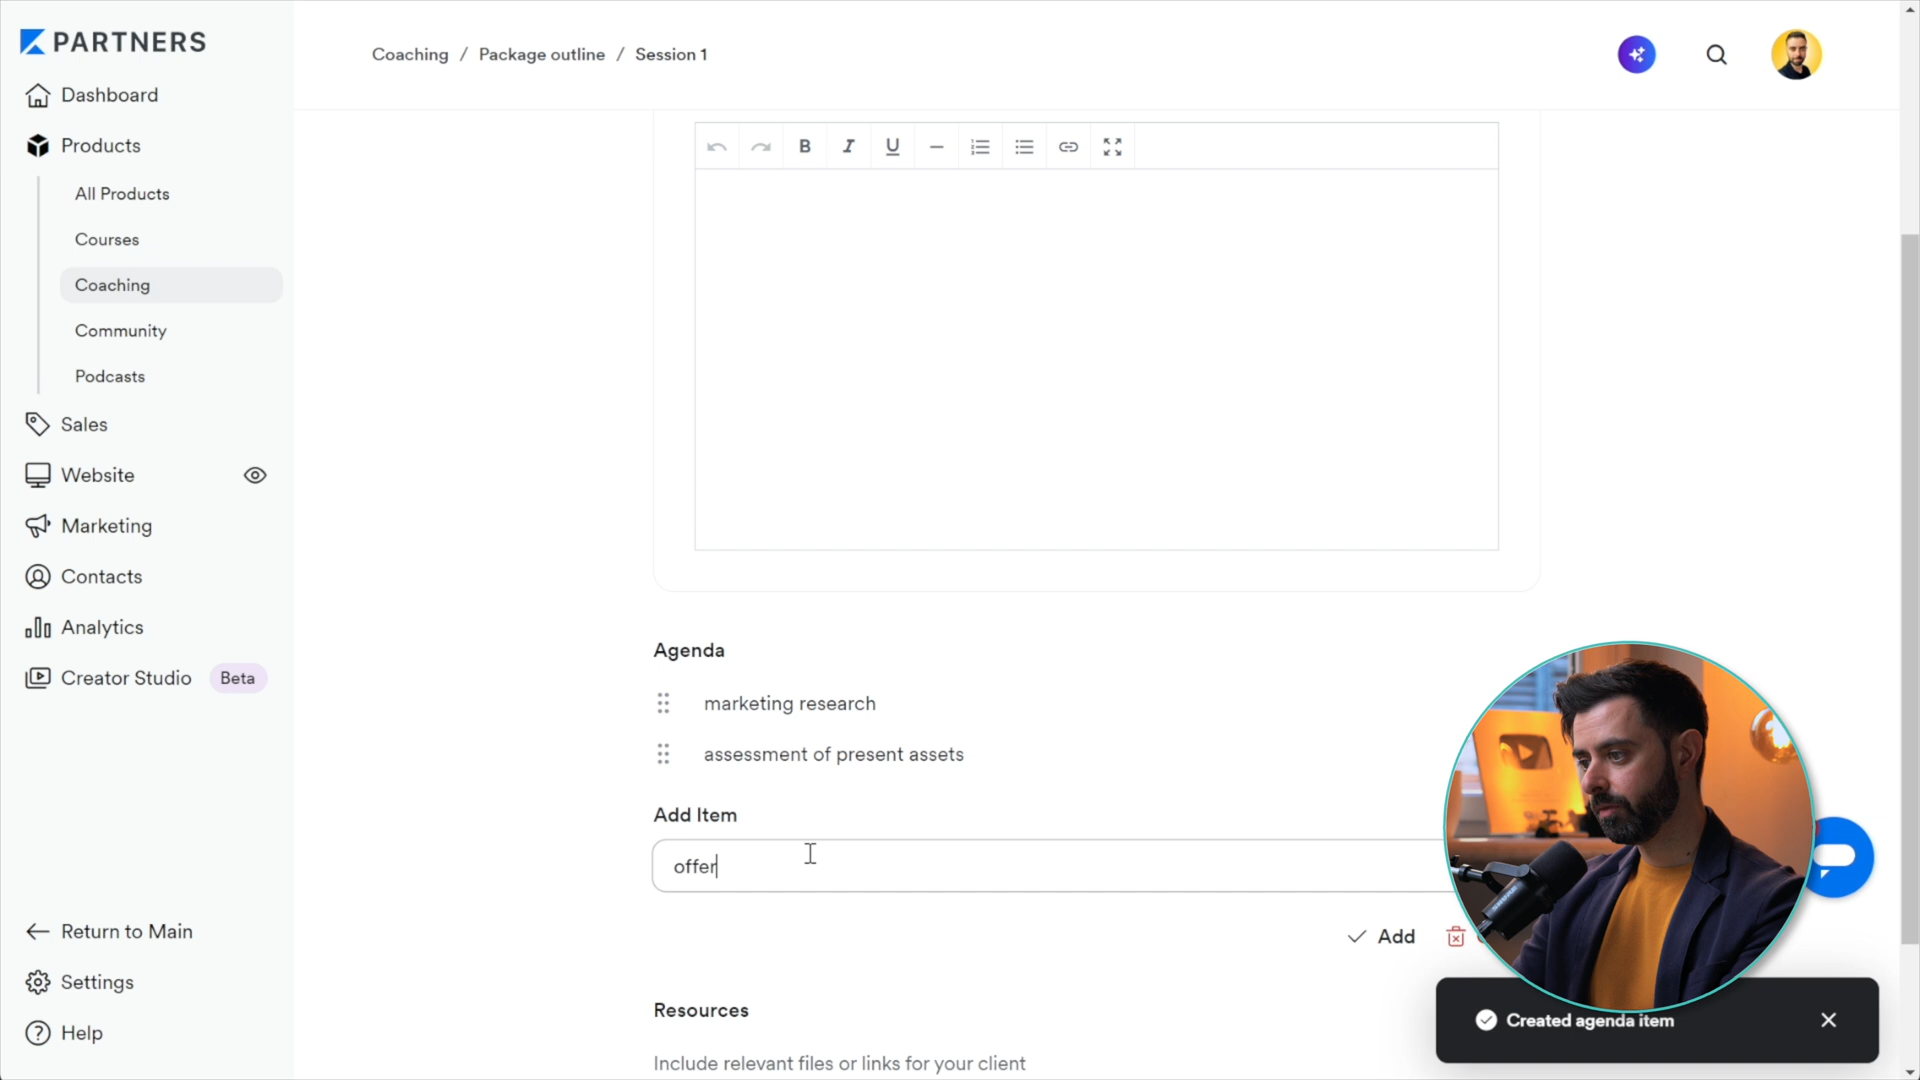 PARTNERS
Dashboard
Products
All Products
Courses
Coaching
Community
Podcasts
Sales
Website
Marketing
Contacts
Analytics
Creator Studio Beta
Return to Main
Settings
Help
Coaching / Package outline / Session 1
B I U
Agenda
marketing research
assessment of present assets
Add Item
offer
Add
Resources
Include relevant files or links for your client
Created agenda item